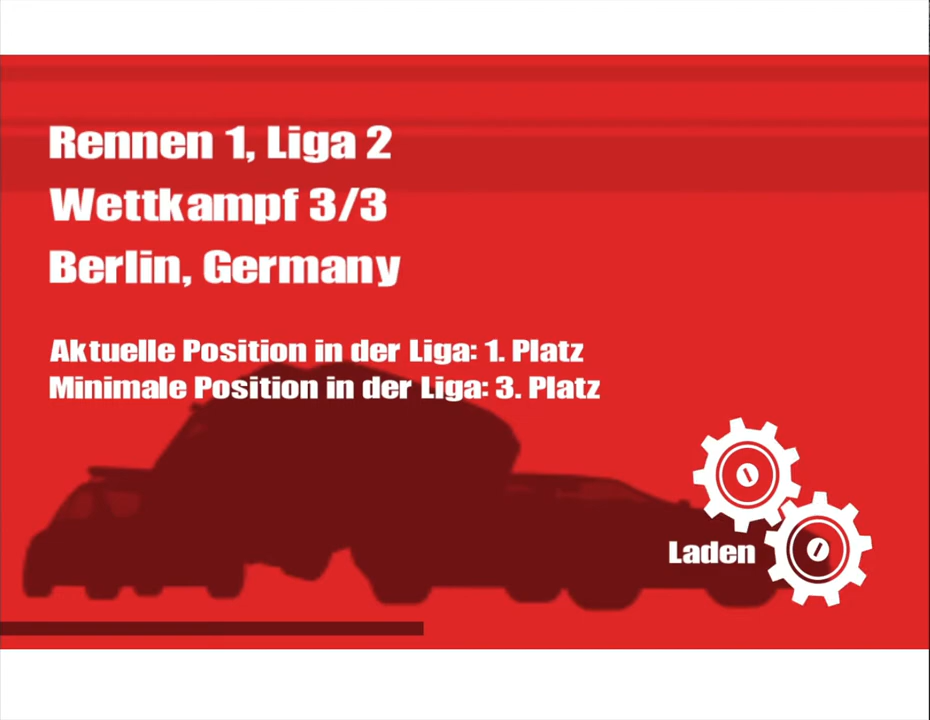 Rennen 1, Liga 2
Wettkampf 3/3
Berlin, Germany
Aktuelle Position in der Liga: 1. Platz
Minimale Position in der Liga: 3. Platz
Laden